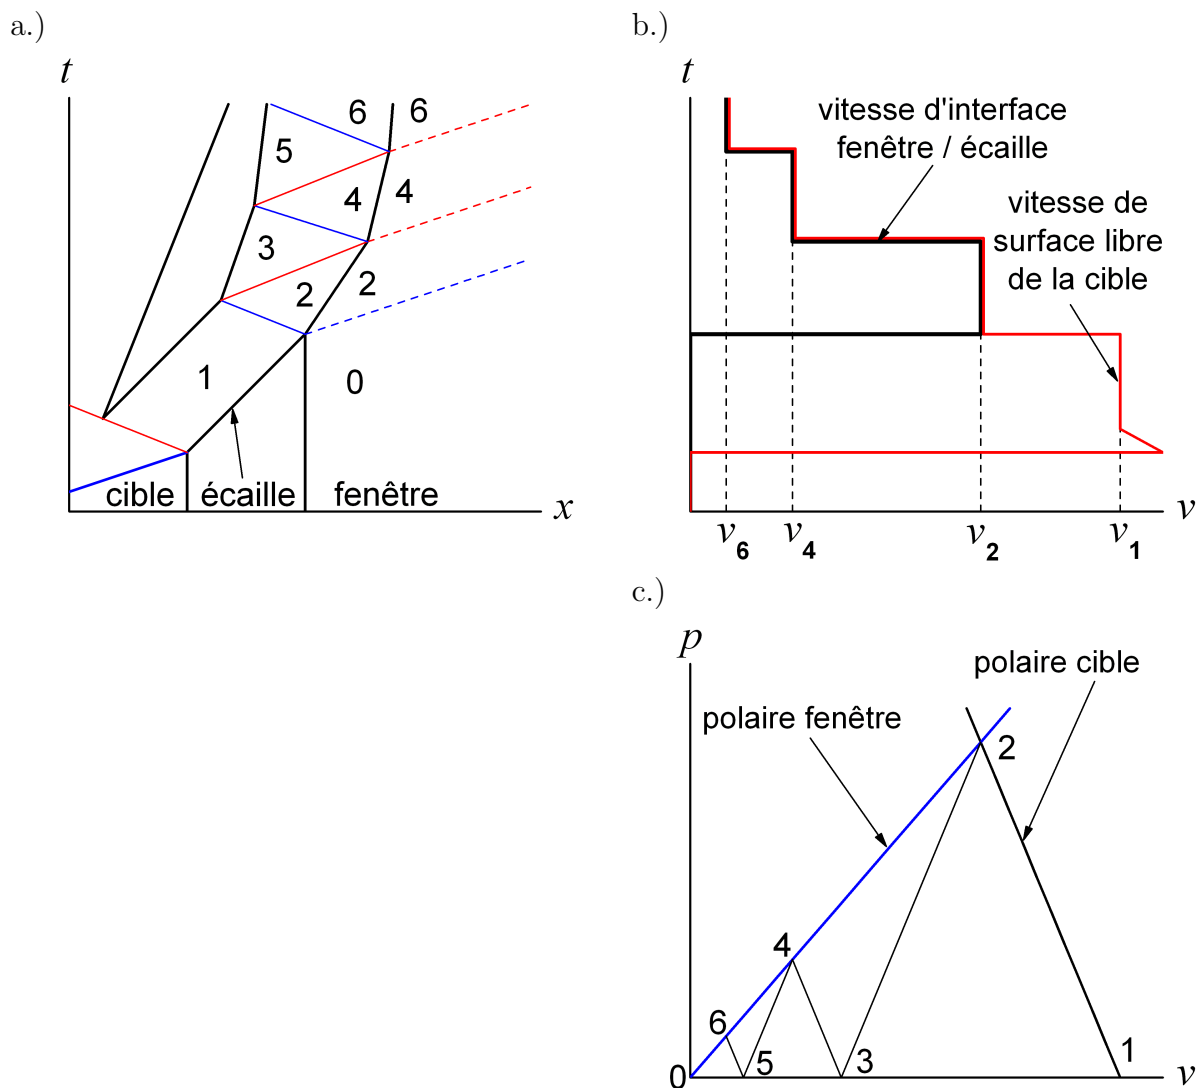 a.)
t
6
6
5
4
4
3
2
2
1
0
cible
écaille
fenêtre
x
b.)
t
vitesse d'interface
fenêtre / écaille
vitesse de
surface libre
de la cible
v6
v4
v2
v1
v
c.)
p
polaire cible
polaire fenêtre
2
4
6
5
3
1
0
v